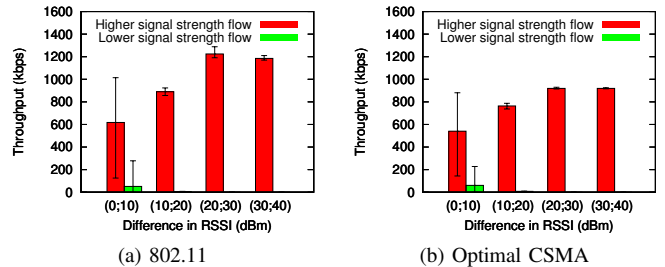 Higher signal strength flow
Lower signal strength flow
Throughput (kbps)
1600
1400
1200
1000
800
600
400
200
0
(0;10) (10;20) (20;30) (30;40)
Difference in RSSI (dBm)
(a) 802.11
Higher signal strength flow
Lower signal strength flow
Throughput (kbps)
1600
1400
1200
1000
800
600
400
200
0
(0;10) (10;20) (20;30) (30;40)
Difference in RSSI (dBm)
(b) Optimal CSMA